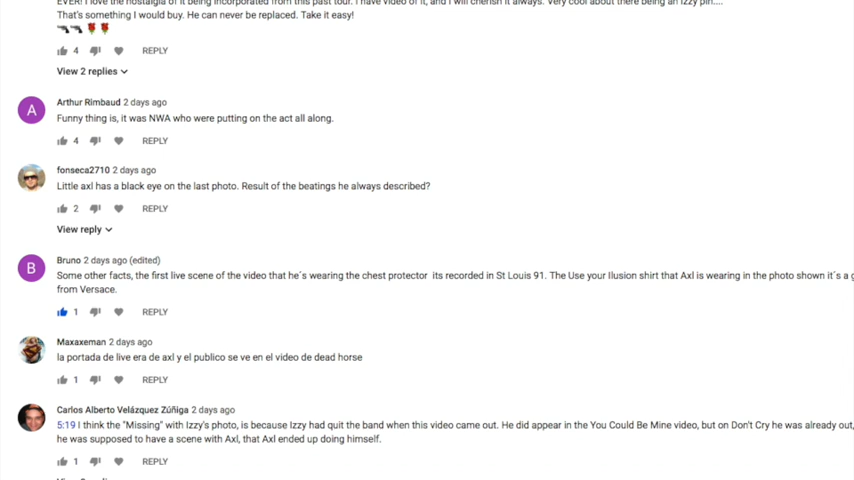 EVER! I love the nostalgia of it being incorporated from this past tour. I have video of it, and I will cherish it always. Very cool about there being an Izzy pin....
That's something I would buy. He can never be replaced. Take it easy!
4 REPLY
View 2 replies
A
Arthur Rimbaud 2 days ago
Funny thing is, it was NWA who were putting on the act all along.
4 REPLY
fonseca2710 2 days ago
Little axl has a black eye on the last photo. Result of the beatings he always described?
2 REPLY
View reply
B
Bruno 2 days ago (edited)
Some other facts, the first live scene of the video that he´s wearing the chest protector its recorded in St Louis 91. The Use your Ilusion shirt that Axl is wearing in the photo shown it´s a g
from Versace.
1 REPLY
Maxaxeman 2 days ago
la portada de live era de axl y el publico se ve en el video de dead horse
1 REPLY
Carlos Alberto Velázquez Zúñiga 2 days ago
5:19 I think the "Missing" with Izzy's photo, is because Izzy had quit the band when this video came out. He did appear in the You Could Be Mine video, but on Don't Cry he was already out,
he was supposed to have a scene with Axl, that Axl ended up doing himself.
1 REPLY